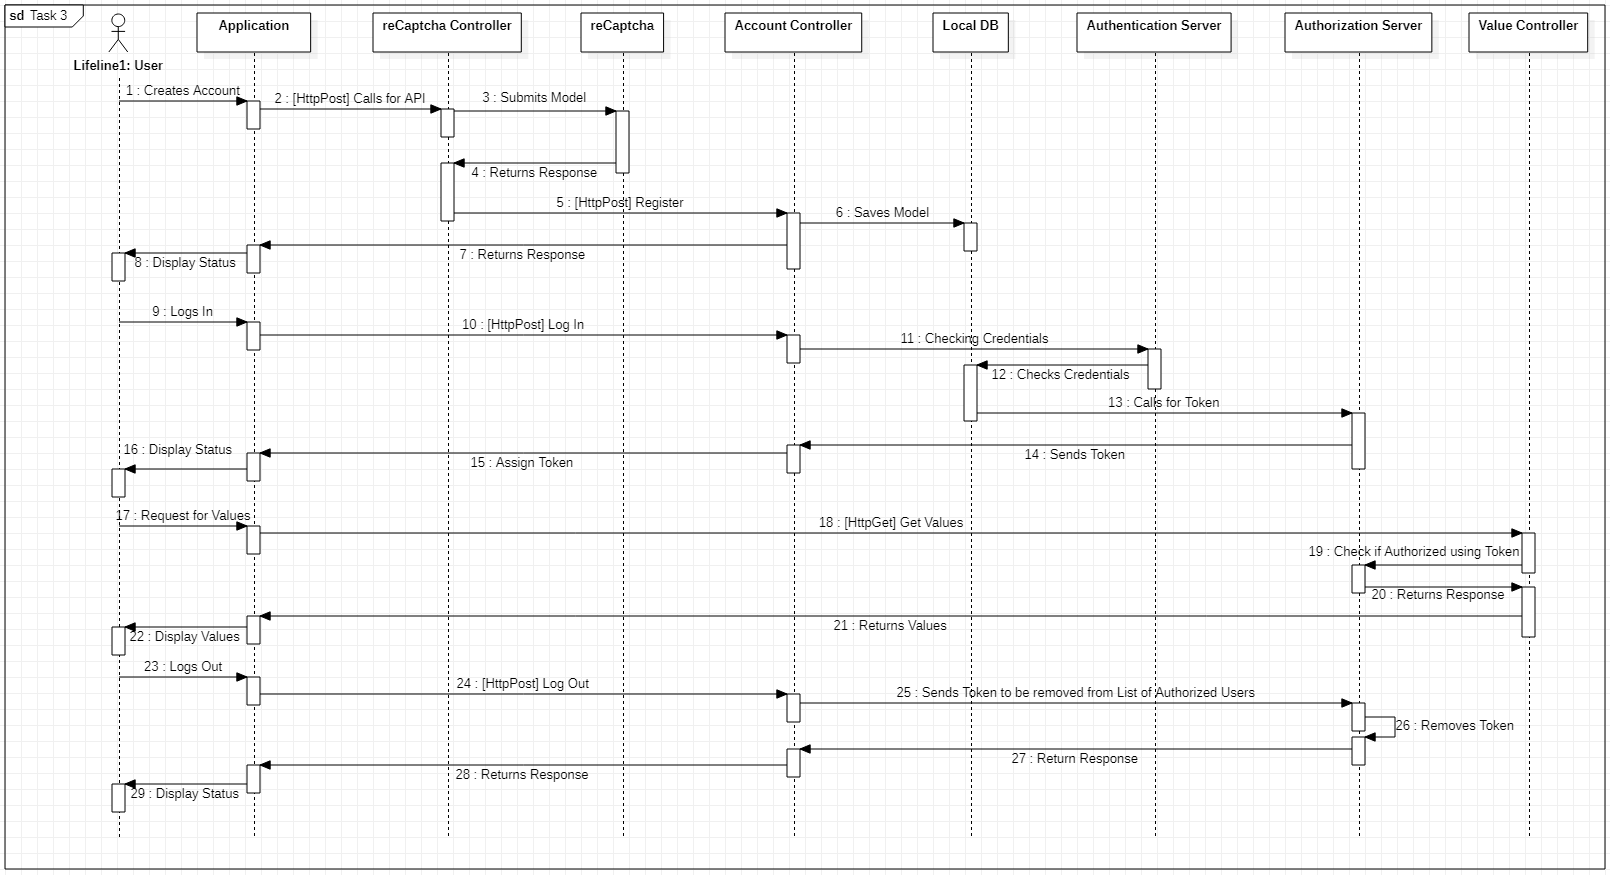 sd Task 3
Lifeline1: User
Application
reCaptcha Controller
reCaptcha
Account Controller
Local DB
Authentication Server
Authorization Server
Value Controller
1 : Creates Account
2 : [HttpPost] Calls for API
3 : Submits Model
4 : Returns Response
5 : [HttpPost] Register
6 : Saves Model
7 : Returns Response
8 : Display Status
9 : Logs In
10 : [HttpPost] Log In
11 : Checking Credentials
12 : Checks Credentials
13 : Calls for Token
14 : Sends Token
15 : Assign Token
16 : Display Status
17 : Request for Values
18 : [HttpGet] Get Values
19 : Check if Authorized using Token
20 : Returns Response
21 : Returns Values
22 : Display Values
23 : Logs Out
24 : [HttpPost] Log Out
25 : Sends Token to be removed from List of Authorized Users
26 : Removes Token
27 : Return Response
28 : Returns Response
29 : Display Status